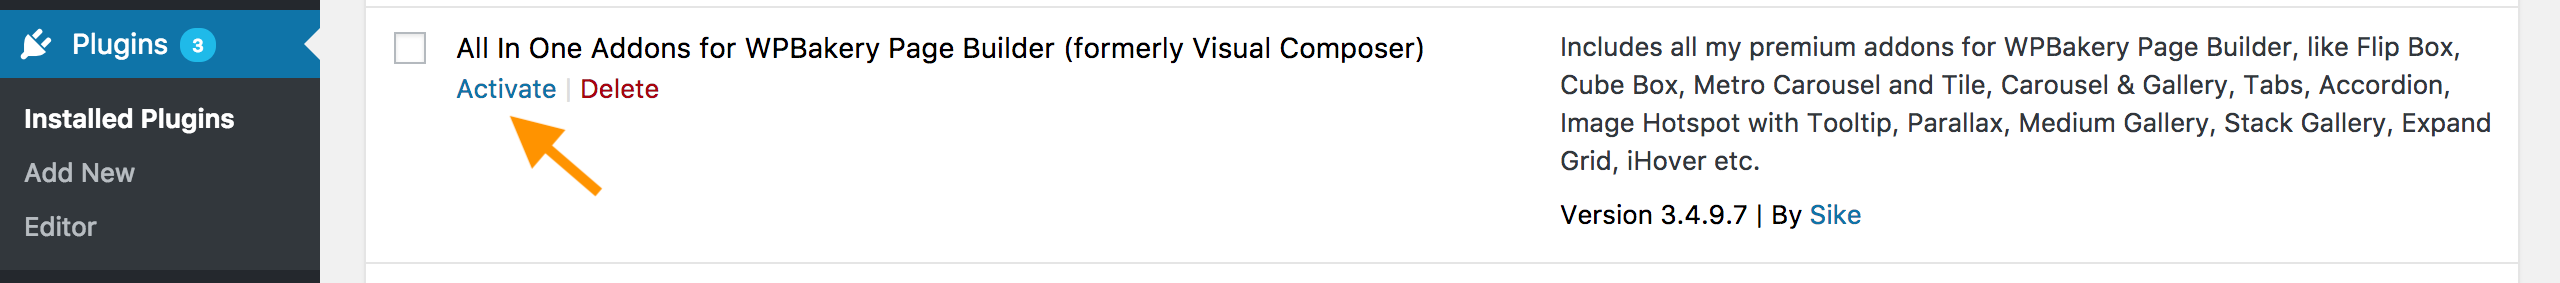 Plugins 3
Installed Plugins
Add New
Editor
All In One Addons for WPBakery Page Builder (formerly Visual Composer)
Activate | Delete
Includes all my premium addons for WPBakery Page Builder, like Flip Box,
Cube Box, Metro Carousel and Tile, Carousel & Gallery, Tabs, Accordion,
Image Hotspot with Tooltip, Parallax, Medium Gallery, Stack Gallery, Expand
Grid, iHover etc.
Version 3.4.9.7 | By Sike